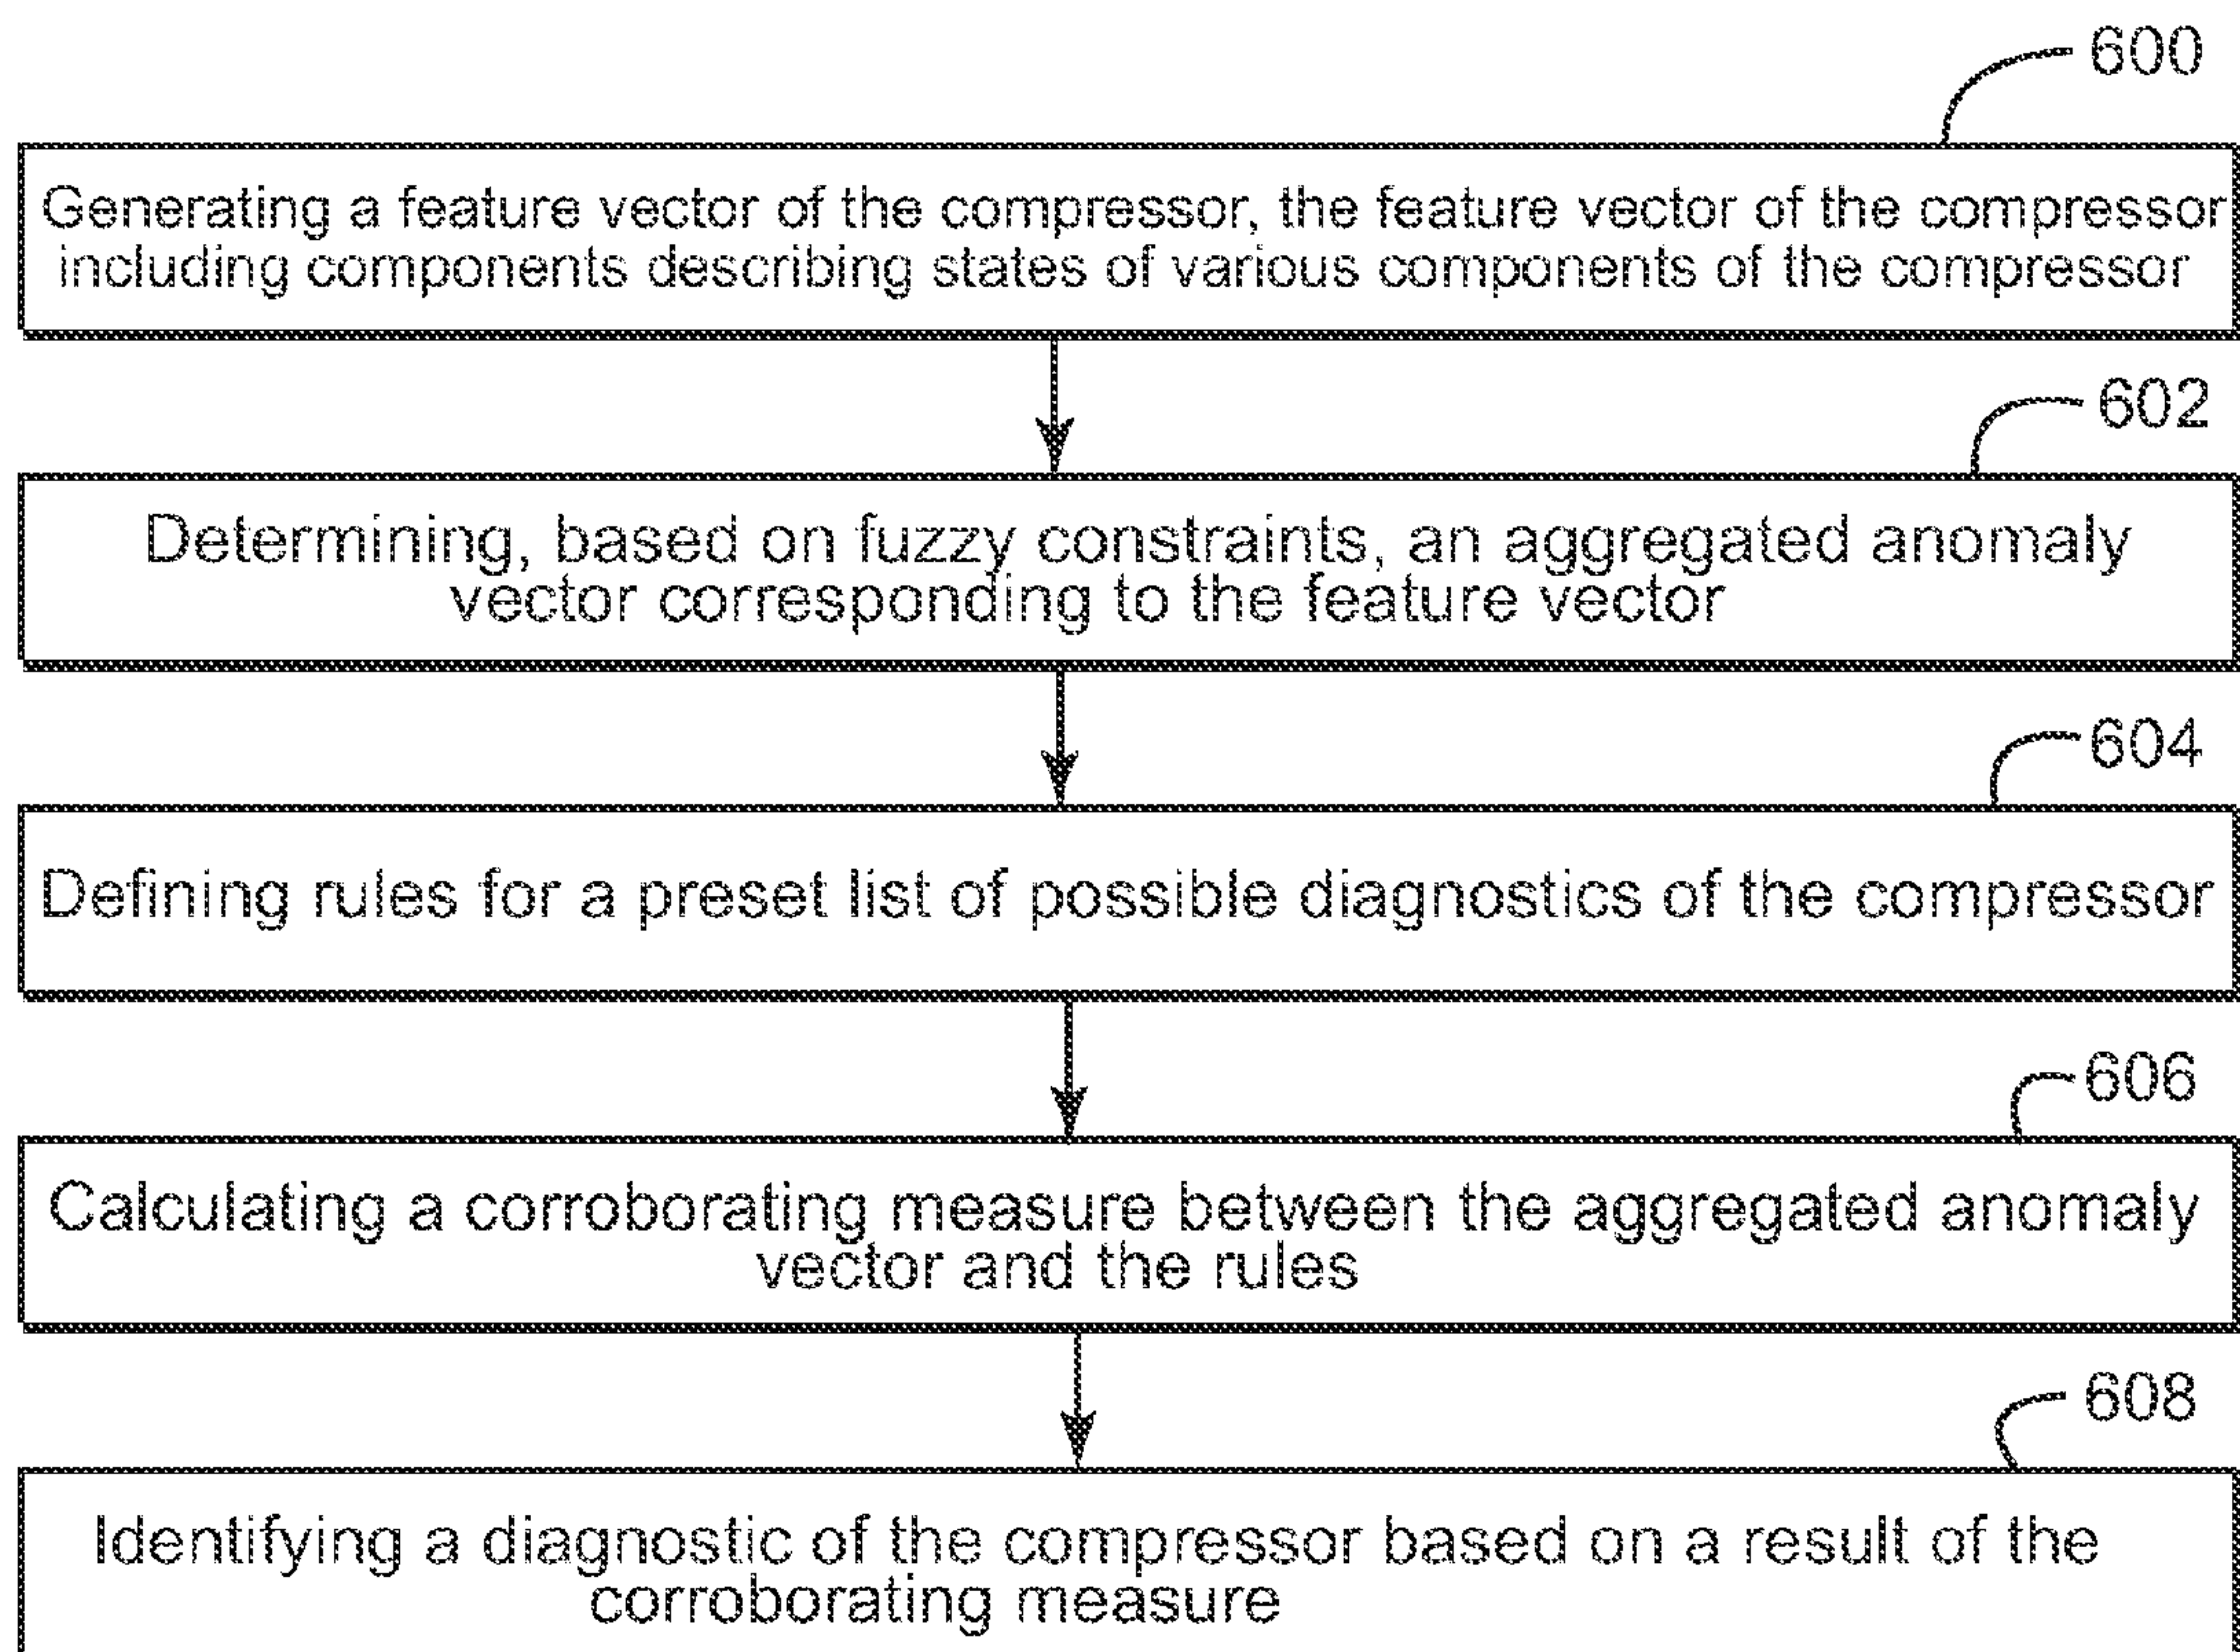 600
Generating a feature vector of the compressor, the feature vector of the compressor
including components describing states of various components of the compressor
602
Determining, based on fuzzy constraints, an aggregated anomaly
vector corresponding to the feature vector
604
Defining rules for a preset list of possible diagnostics of the compressor
606
Calculating a corroborating measure between the aggregated anomaly
vector and the rules
608
Identifying a diagnostic of the compressor based on a result of the
corroborating measure